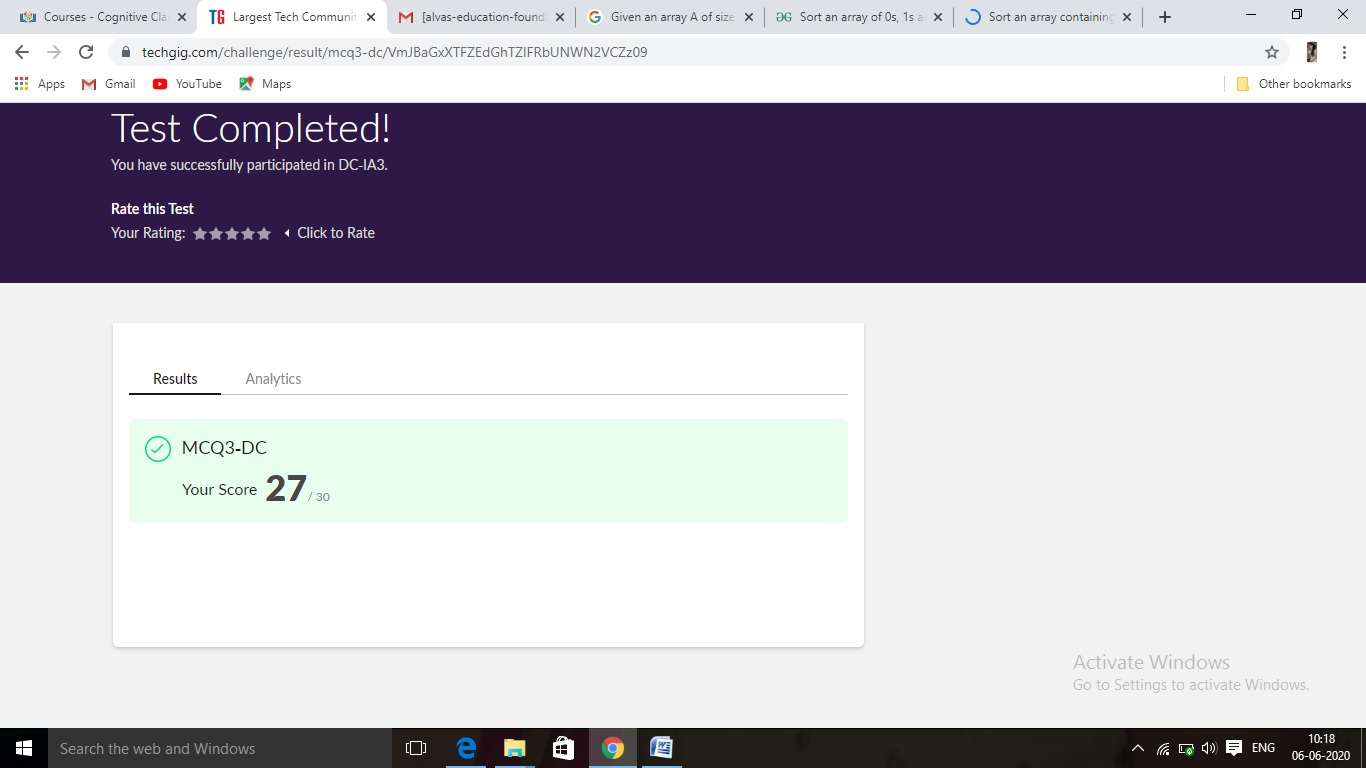 Courses - Cognitive Cla
TG Largest Tech Communit
[alvas-education-found
Given an array A of size
Sort an array of 0s, 1s a
Sort an array containing
techgig.com/challenge/result/mcq3-dc/VmJBaGxXTFZEdGhTZlFRbUNWN2VCZz09
Apps Gmail YouTube Maps Other bookmarks
Test Completed!
You have successfully participated in DC-IA3.
Rate this Test
Your Rating: Click to Rate
Results Analytics
MCQ3-DC
Your Score 27 / 30
Activate Windows
Go to Settings to activate Windows.
Search the web and Windows
ENG
10:18
06-06-2020